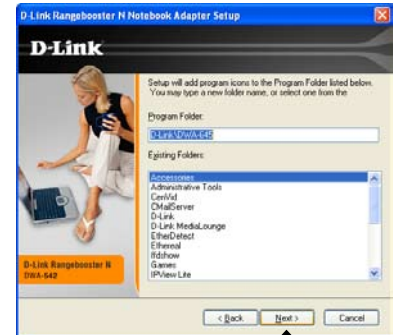 D-Link Rangebooster N Notebook Adapter Setup
D-Link
Setup will add program icons to the Program Folder listed below.
You may type a new folder name, or select one from the
Program Folder:
D-Link\DWA-645
Existing Folders:
Accessories
Administrative Tools
CenVid
CMailServer
D-Link
D-Link MediaLounge
EtherDetect
Ethereal
ffdshow
Games
IPView Lite
D-Link Rangebooster N
DWA-642
< Back
Next >
Cancel